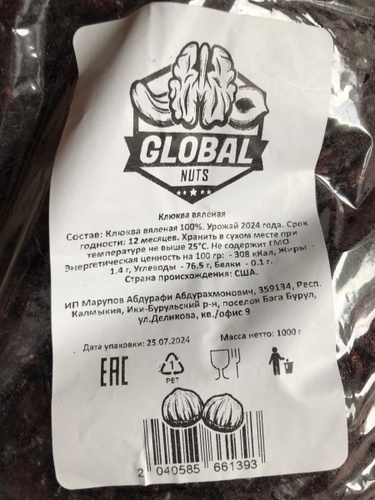 GLOBAL
NUTS
Клюква вяленая
Состав: Клюква вяленая 100%. Урожай 2024 года. Срок
годности: 12 месяцев. Хранить в сухом месте при
температуре не выше 25°С. Не содержит ГМО
Энергетическая ценность на 100 гр: - 308 кКал, Жиры -
1.4 г, Углеводы - 76.5 г, Белки - 0.1 г.
Страна происхождения: США.
ИП Марупов Абдурафи Абдурахмонович, 359134, Респ.
Калмыкия, Ики-Бурульский р-н, поселок Бага Бурул,
ул.Деликова, кв./офис 9
Дата упаковки: 25.07.2024
Масса нетто: 1000 г
EAC
1
PET
2 040585 661393